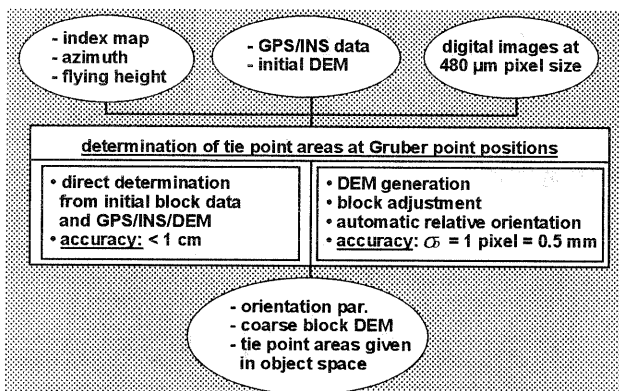 - index map
- azimuth
- flying height
- GPS/INS data
- initial DEM
digital images at
480 µm pixel size
determination of tie point areas at Gruber point positions
• direct determination
from initial block data
and GPS/INS/DEM
• accuracy: < 1 cm
• DEM generation
• block adjustment
• automatic relative orientation
• accuracy: σ₀ = 1 pixel = 0.5 mm
- orientation par.
- coarse block DEM
- tie point areas given
in object space